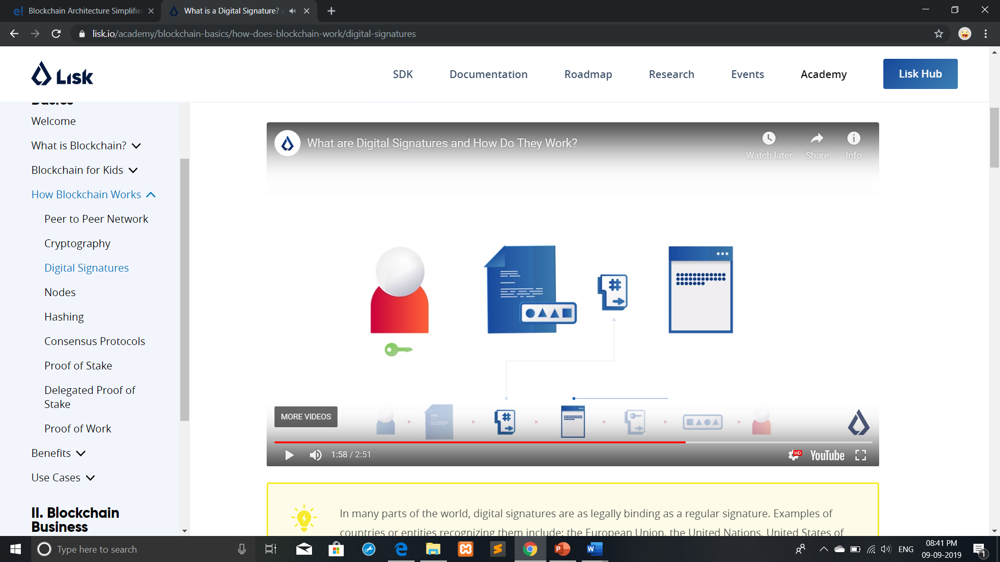 Blockchain Architecture Simplifie
What is a Digital Signature?
lisk.io/academy/blockchain-basics/how-does-blockchain-work/digital-signatures
Lisk
SDK
Documentation
Roadmap
Research
Events
Academy
Lisk Hub
Basics
Welcome
What is Blockchain?
Blockchain for Kids
How Blockchain Works
Peer to Peer Network
Cryptography
Digital Signatures
Nodes
Hashing
Consensus Protocols
Proof of Stake
Delegated Proof of
Stake
Proof of Work
Benefits
Use Cases
II. Blockchain
Business
What are Digital Signatures and How Do They Work?
Watch later
Share
Info
#
#
MORE VIDEOS
1:58 / 2:51
HD
YouTube
In many parts of the world, digital signatures are as legally binding as a regular signature. Examples of
countries or entities recognizing them include: the European Union, the United Nations, United States of
Type here to search
ENG
08:41 PM
09-09-2019
1